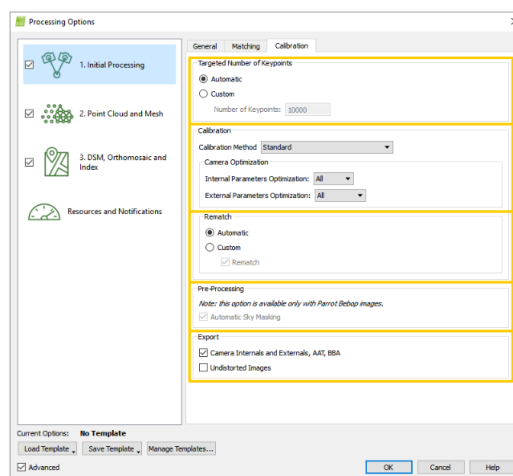 Processing Options
1. Initial Processing
2. Point Cloud and Mesh
3. DSM, Orthomosaic and
Index
Resources and Notifications
General Matching Calibration
Targeted Number of Keypoints
Automatic
Custom
Number of Keypoints: 10000
Calibration
Calibration Method Standard
Camera Optimization
Internal Parameters Optimization: All
External Parameters Optimization: All
Rematch
Automatic
Custom
Rematch
Pre-Processing
Note: this option is available only with Parrot Bebop images.
Automatic Sky Masking
Export
Camera Internals and Externals, AAT, BBA
Undistorted Images
Current Options: No Template
Load Template Save Template Manage Templates...
Advanced OK Cancel Help